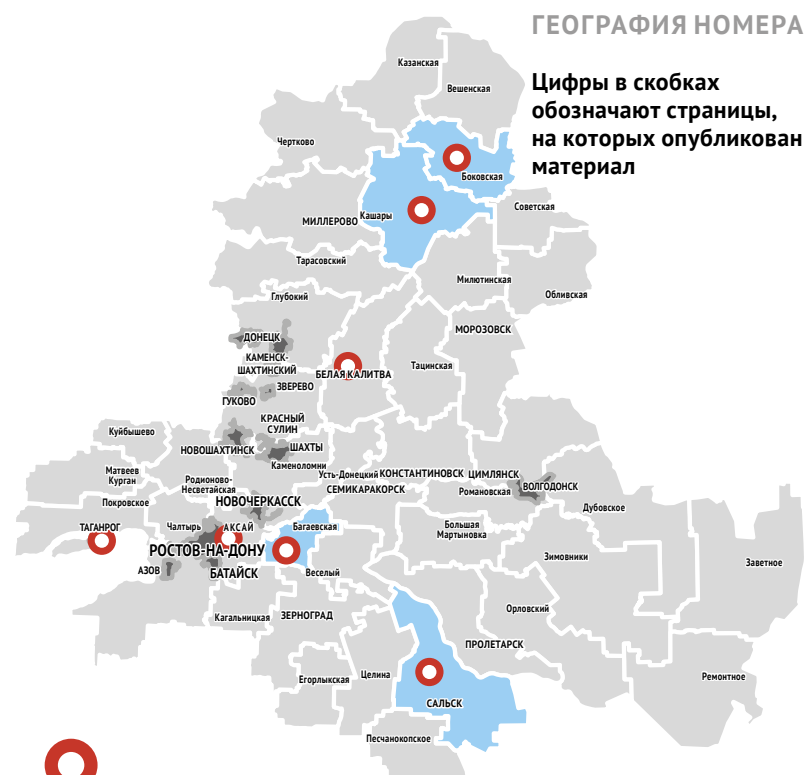 ГЕОГРАФИЯ НОМЕРА
Цифры в скобках
обозначают страницы,
на которых опубликован
материал
Казанская
Вешенская
Чертково
Боковская
Кашары
МИЛЛЕРОВО
Советская
Тарасовский
Милютинская
Обливская
Глубокий
МОРОЗОВСК
ДОНЕЦК
КАМЕНСК-
ШАХТИНСКИЙ
БЕЛАЯ КАЛИТВА
Тацинская
ЗВЕРЕВО
ГУКОВО
КРАСНЫЙ
СУЛИН
Куйбышево
НОВОШАХТИНСК
ШАХТЫ
Каменоломни
Матвеев
Курган
Родионово-
Несветайская
Усть-Донецкий
КОНСТАНТИНОВСК
ЦИМЛЯНСК
СЕМИКАРАКОРСК
Романовская
ВОЛГОДОНСК
Покровское
НОВОЧЕРКАССК
Дубовское
ТАГАНРОГ
Чалтырь
АКСАЙ
Багаевская
Большая
Мартыновка
РОСТОВ-НА-ДОНУ
Зимовники
Заветное
АЗОВ
БАТАЙСК
Веселый
Кагальницкая
ЗЕРНОГРАД
Орловский
ПРОЛЕТАРСК
Егорлыкская
Целина
Ремонтное
САЛЬСК
Песчанокопское